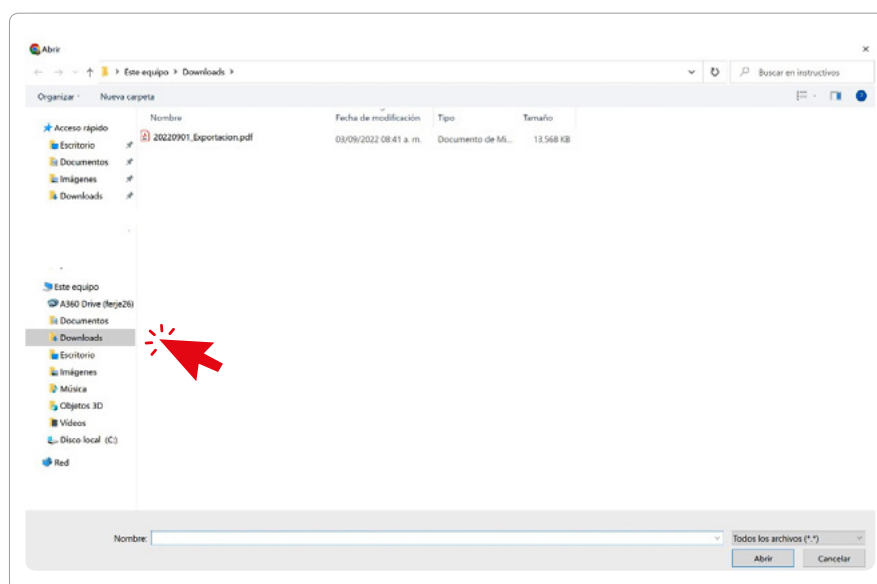 Abrir
Este equipo > Downloads >
Buscar en instructivos
Organizar
Nueva carpeta
Nombre
Fecha de modificación
Tipo
Tamaño
20220901_Exportacion.pdf
03/09/2022 08:41 a. m.
Documento de Mi...
13,568 KB
Acceso rápido
Escritorio
Documentos
Imágenes
Downloads
Este equipo
A360 Drive (ferje26)
Documentos
Downloads
Escritorio
Imágenes
Música
Objetos 3D
Vídeos
Disco local (C:)
Red
Nombre:
Todos los archivos (*.*)
Abrir
Cancelar